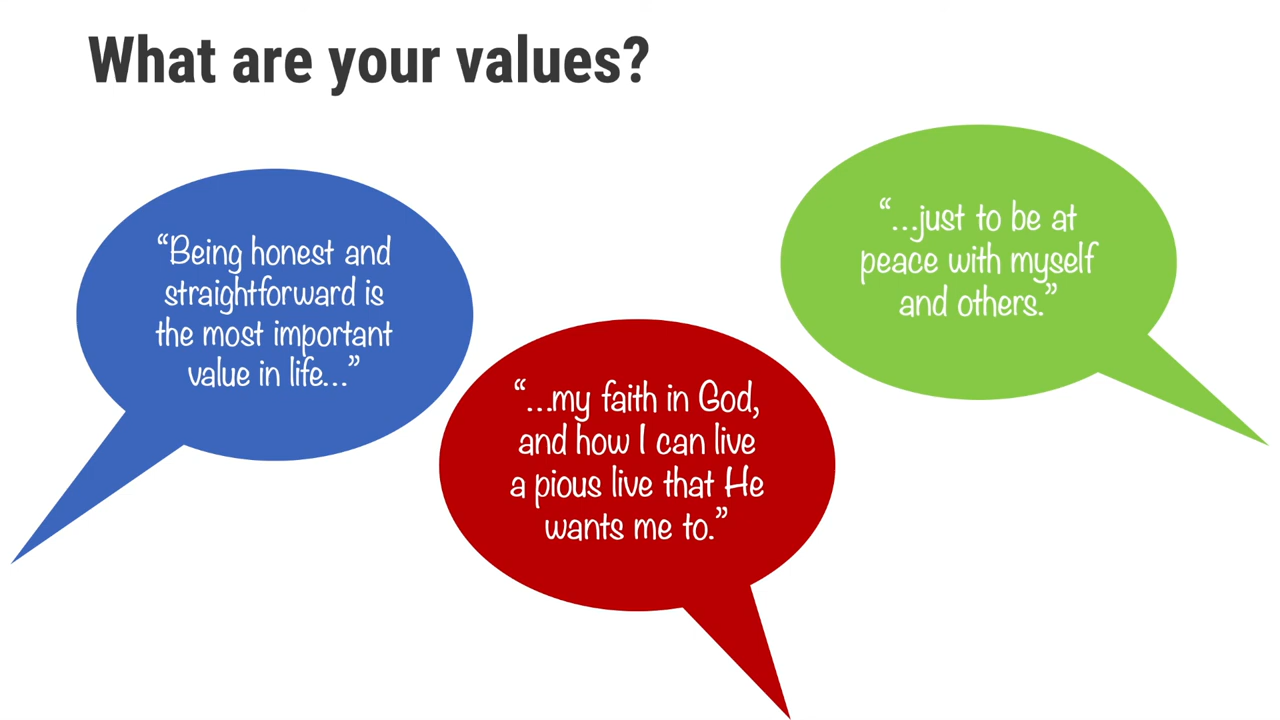 What are your values?
“Being honest and
straightforward is
the most important
value in life...”
“...my faith in God,
and how I can live
a pious live that He
wants me to.”
“...just to be at
peace with myself
and others.”